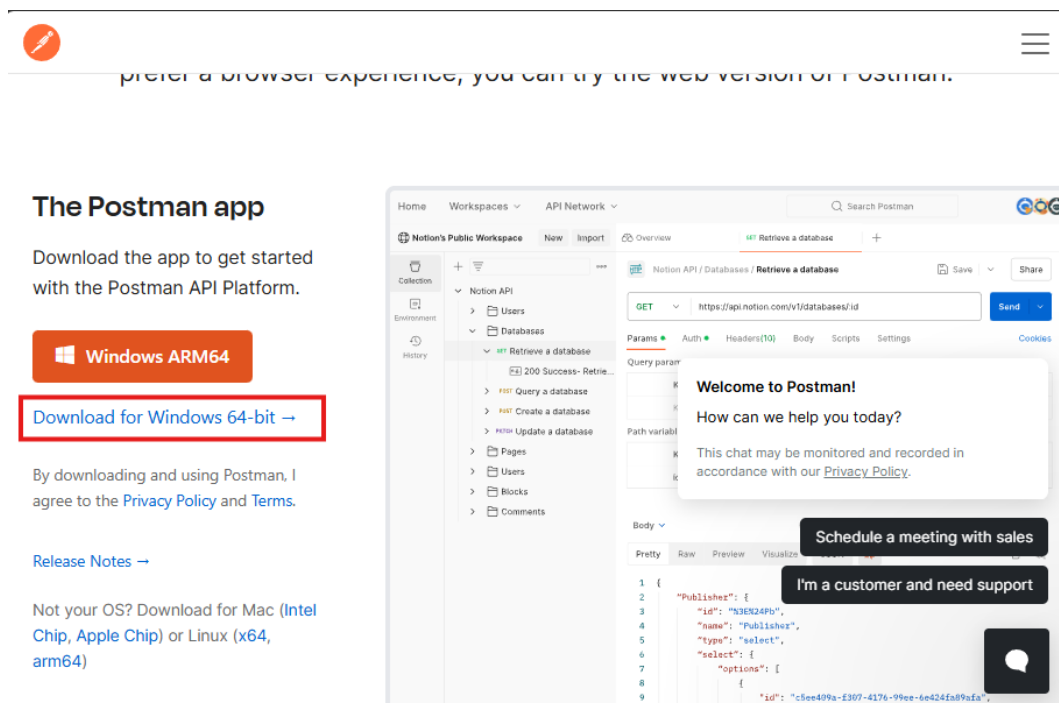 prefer a browser experience, you can try the web version of Postman.
The Postman app
Download the app to get started
with the Postman API Platform.
Windows ARM64
Download for Windows 64-bit →
By downloading and using Postman, I
agree to the Privacy Policy and Terms.
Release Notes →
Not your OS? Download for Mac (Intel
Chip, Apple Chip) or Linux (x64,
arm64)
Home Workspaces API Network Search Postman
Notion's Public Workspace New Import Overview GET Retrieve a database
Collection
Environment
History
Notion API
Users
Databases
GET Retrieve a database
200 Success- Retrie...
POST Query a database
POST Create a database
PATCH Update a database
Pages
Users
Blocks
Comments
Notion API / Databases / Retrieve a database Save Share
GET https://api.notion.com/v1/databases/:id Send
Params Auth Headers(10) Body Scripts Settings Cookies
Query param
Path variabl
Welcome to Postman!
How can we help you today?
This chat may be monitored and recorded in
accordance with our Privacy Policy.
Schedule a meeting with sales
I'm a customer and need support
Body
Pretty Raw Preview Visualize
1 {
2 "Publisher": {
3 "id": "%3E%24Pb",
4 "name": "Publisher",
5 "type": "select",
6 "select": {
7 "options": [
8 {
9 "id": "c5ee409a-f307-4176-99ee-6e424fa89afa",